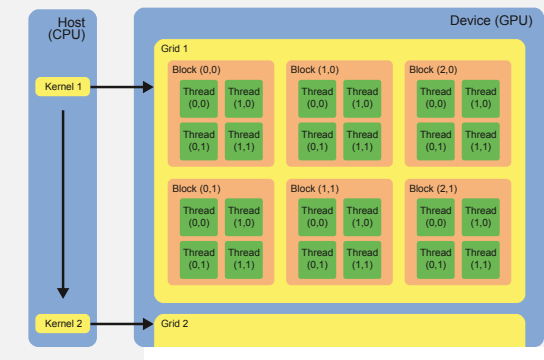 Host
(CPU)
Device (GPU)
Grid 1
Kernel 1
Block (0,0)
Thread
(0,0)
Thread
(1,0)
Thread
(0,1)
Thread
(1,1)
Block (1,0)
Thread
(0,0)
Thread
(1,0)
Thread
(0,1)
Thread
(1,1)
Block (2,0)
Thread
(0,0)
Thread
(1,0)
Thread
(0,1)
Thread
(1,1)
Block (0,1)
Thread
(0,0)
Thread
(1,0)
Thread
(0,1)
Thread
(1,1)
Block (1,1)
Thread
(0,0)
Thread
(1,0)
Thread
(0,1)
Thread
(1,1)
Block (2,1)
Thread
(0,0)
Thread
(1,0)
Thread
(0,1)
Thread
(1,1)
Kernel 2
Grid 2